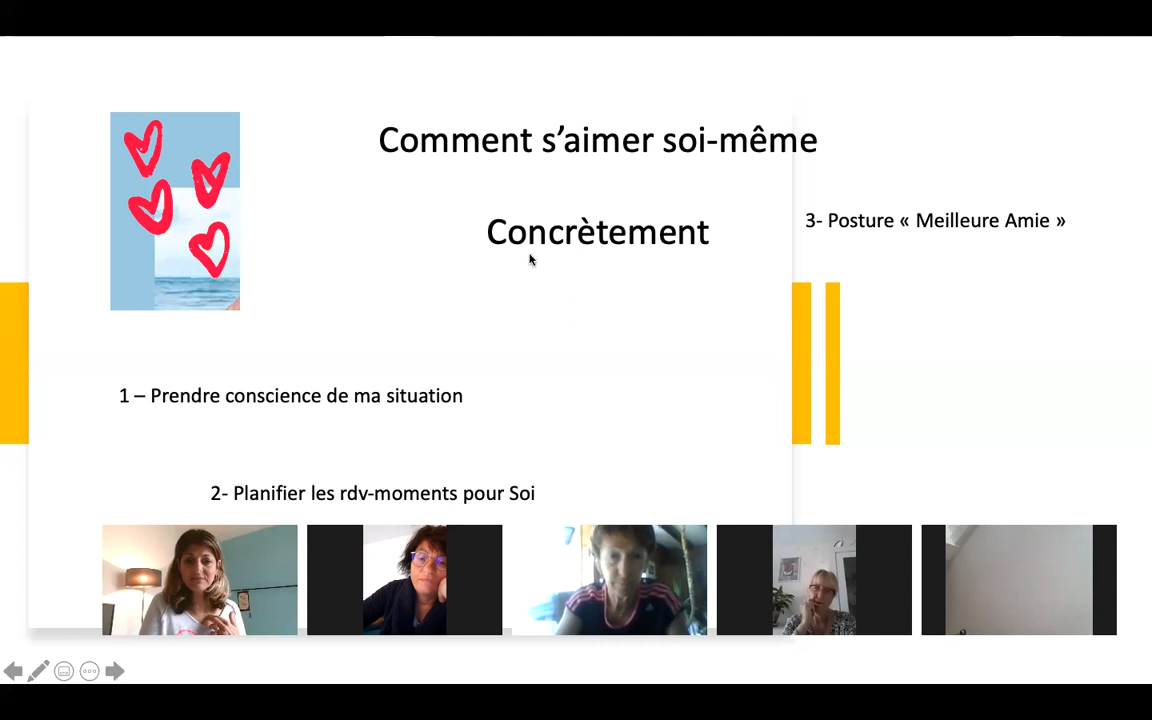 Comment s’aimer soi-même
Concrètement
3- Posture « Meilleure Amie »
1 – Prendre conscience de ma situation
2- Planifier les rdv-moments pour Soi